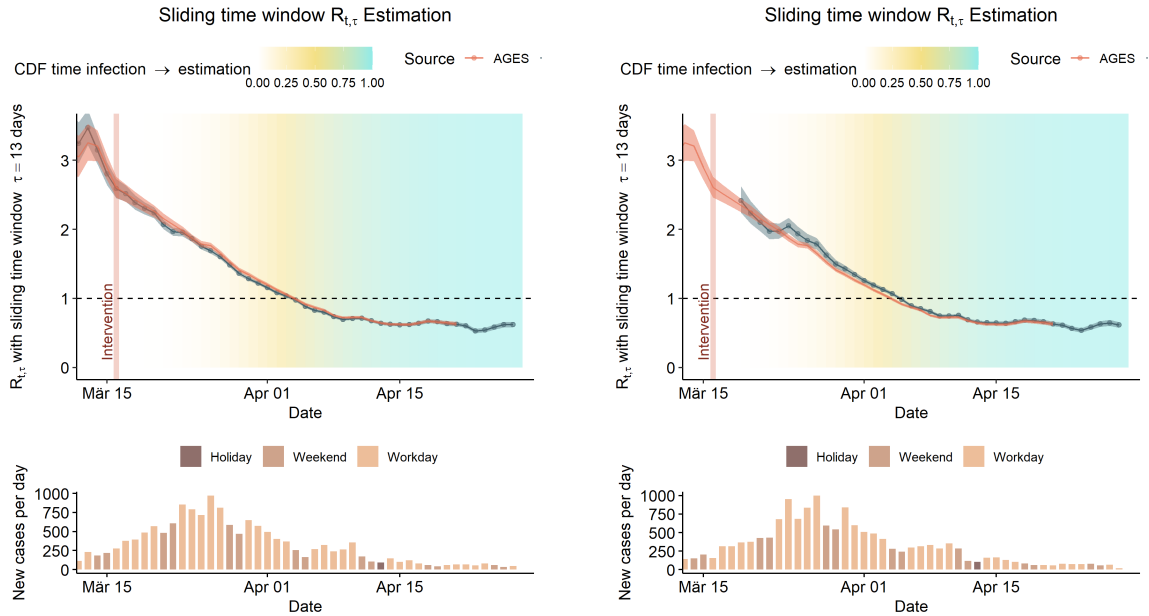 Sliding time window Rt,τ Estimation
CDF time infection → estimation
0.00 0.25 0.50 0.75 1.00
Source AGES
Rt,τ with sliding time window τ = 13 days
3
2
1
0
Intervention
Mär 15 Apr 01 Apr 15
Date
Holiday Weekend Workday
New cases per day
1000
750
500
250
0
Mär 15 Apr 01 Apr 15
Date
Sliding time window Rt,τ Estimation
CDF time infection → estimation
0.00 0.25 0.50 0.75 1.00
Source AGES
Rt,τ with sliding time window τ = 13 days
3
2
1
0
Intervention
Mär 15 Apr 01 Apr 15
Date
Holiday Weekend Workday
New cases per day
1000
750
500
250
0
Mär 15 Apr 01 Apr 15
Date